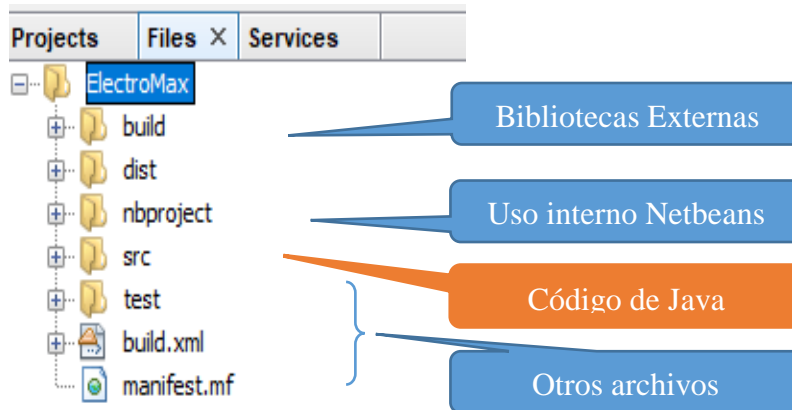 Projects Files × Services
ElectroMax
build
dist
nbproject
src
test
build.xml
manifest.mf
Bibliotecas Externas
Uso interno Netbeans
Código de Java
Otros archivos